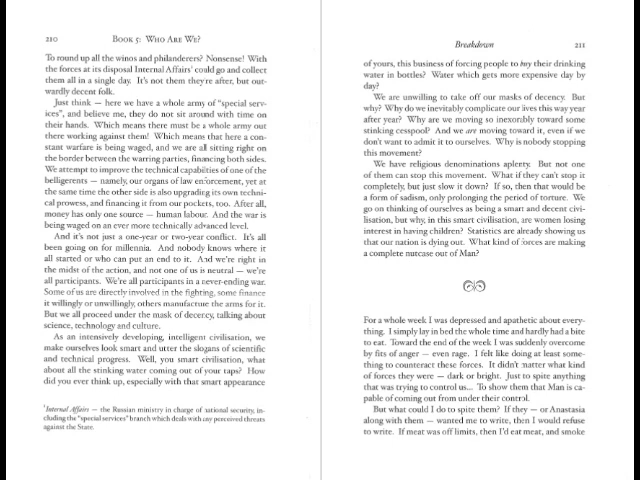 210 BOOK 5: WHO ARE WE?
To round up all the winos and philanderers? Nonsense! With
the forces at its disposal Internal Affairs¹ could go and collect
them all in a single day. It's not them they're after, but out-
wardly decent folk.
Just think — here we have a whole army of "special serv-
ices", and believe me, they do not sit around with time on
their hands. Which means there must be a whole army out
there working against them! Which means that here a con-
stant warfare is being waged, and we are all sitting right on
the border between the warring parties, financing both sides.
We attempt to improve the technical capabilties of one of the
belligerents — namely, our organs of law enforcement, yet at
the same time the other side is also upgrading its own techni-
cal prowess, and financing it from our pockets, too. After all,
money has only one source — human labour. And the war is
being waged on an ever more technically advanced level.
And it's not just a one-year or two-year conflict. It's all
been going on for millennia. And nobody knows where it
all started or who can put an end to it. And we're right in
the midst of the action, and not one of us is neutral — we're
all participants. We're all participants in a never-ending war.
Some of us are directly involved in the fighting, some finance
it willingly or unwillingly, others manufacture the arms for it.
But we all proceed under the mask of decency, talking about
science, technology and culture.
As an intensively developing, intelligent civilisation, we
make ourselves look smart and utter the slogans of scientific
and technical progress. Well, you smart civilisation, what
about all the stinking water coming out of your taps? How
did you ever think up, especially with that smart appearance
¹Internal Affairs — the Russian ministry in charge of national security, in-
cluding the "special services" branch which deals with any perceived threats
against the State.
Breakdown 211
of yours, this business of forcing people to buy their drinking
water in bottles? Water which gets more expensive day by
day?
We are unwilling to take off our masks of decency. But
why? Why do we inevitably complicate our lives this way year
after year? Why are we moving so inexorably toward some
stinking cesspool? And we are moving toward it, even if we
don't want to admit it to ourselves. Why is nobody stopping
this movement?
We have religious denominations aplenty. But not one
of them can stop this movement. What if they can't stop it
completely, but just slow it down? If so, then that would be
a form of sadism, only prolonging the period of torture. We
go on thinking of ourselves as being a smart and decent civi-
lisation, but why, in this smart civilisation, are women losing
interest in having children? Statistics are already showing us
that our nation is dying out. What kind of forces are making
a complete nutcase out of Man?
For a whole week I was depressed and apathetic about every-
thing. I simply lay in bed the whole time and hardly had a bite
to eat. Toward the end of the week I was suddenly overcome
by fits of anger — even rage. I felt like doing at least some-
thing to counteract these forces. It didn't matter what kind
of forces they were — dark or bright. Just to spite anything
that was trying to control us... To show them that Man is ca-
pable of coming out from under their control.
But what could I do to spite them? If they — or Anastasia
along with them — wanted me to write, then I would refuse
to write. If meat was off limits, then I'd eat meat, and smoke